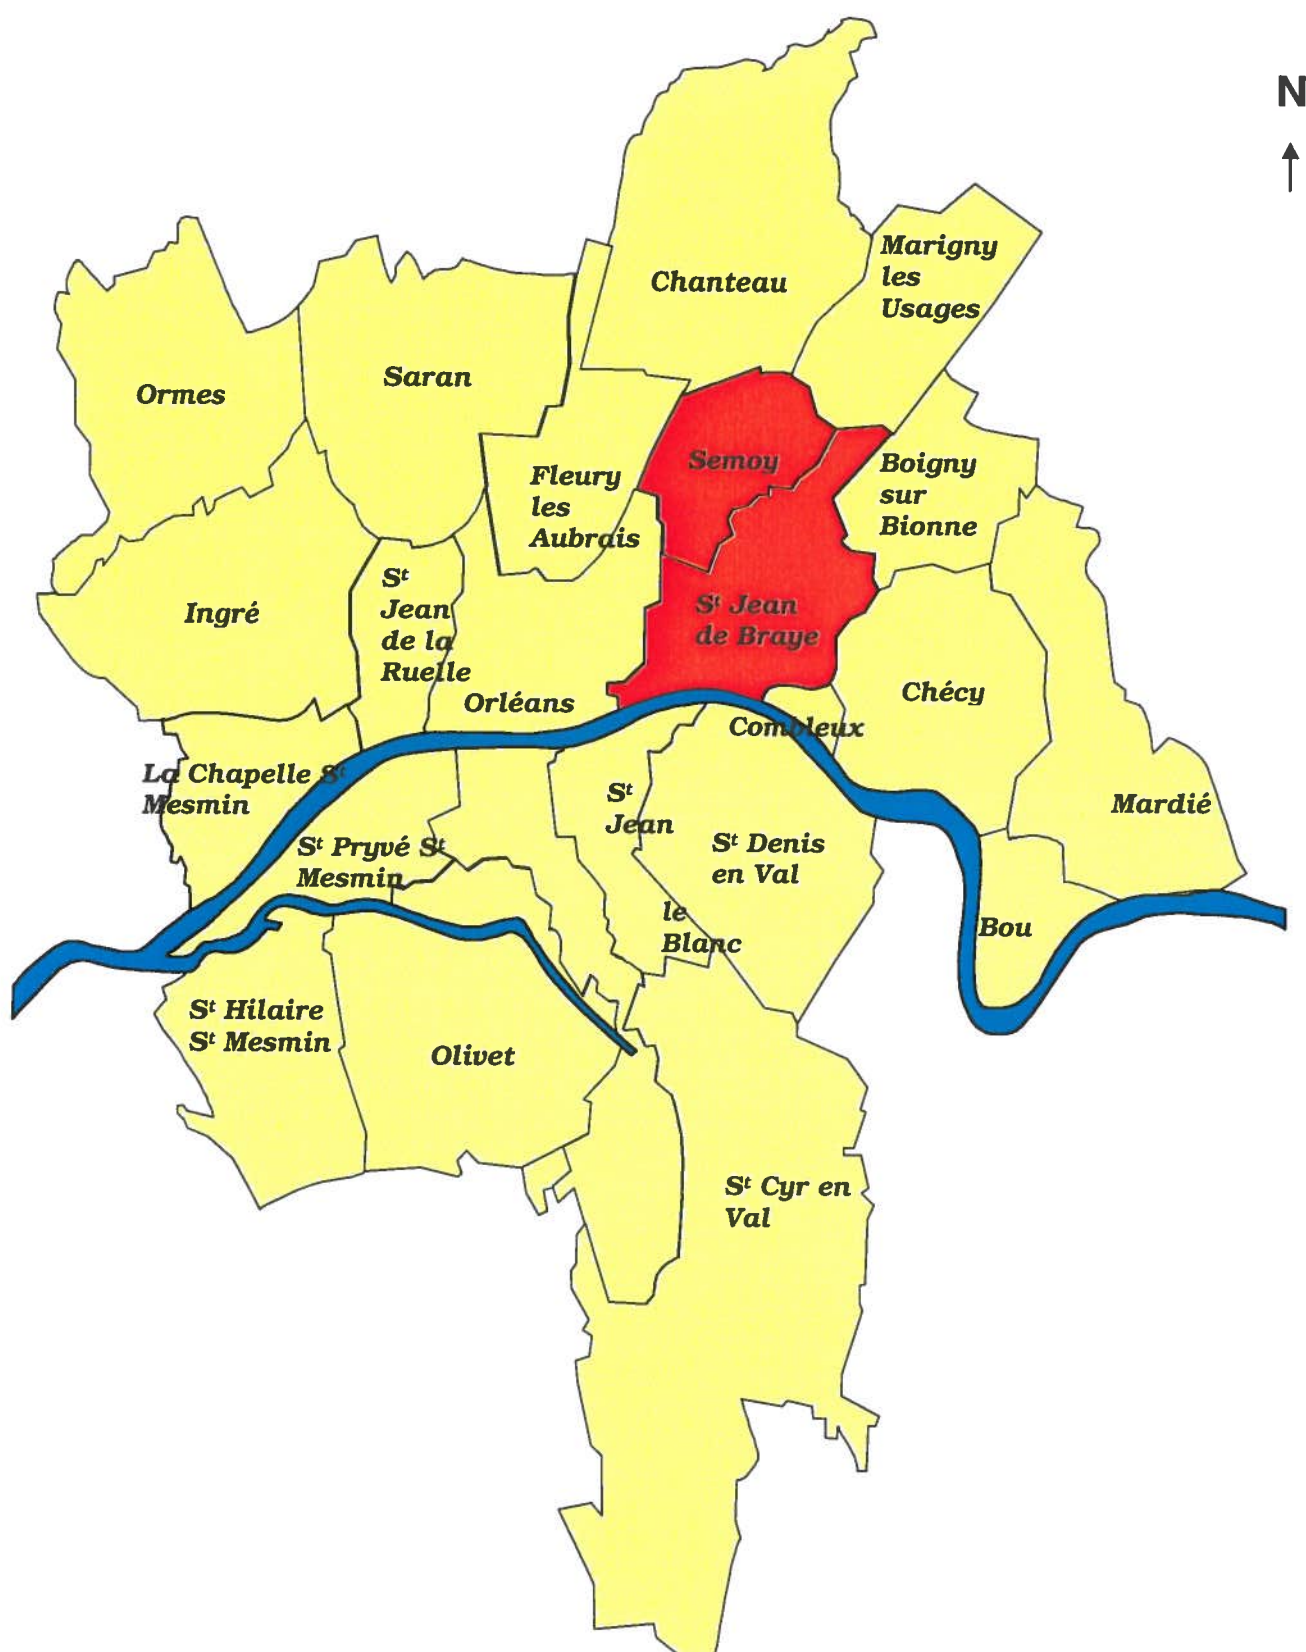 N
Marigny
les
Usages
Chanteau
Saran
Ormes
Semoy
Boigny
sur
Bionne
Fleury
les
Aubrais
St
Jean
de la
Ruelle
Ingré
St Jean
de Braye
Chécy
Orléans
Combleux
La Chapelle St
Mesmin
St
Jean
le
Blanc
Mardié
St Pryvé St
Mesmin
St Denis
en Val
Bou
St Hilaire
St Mesmin
Olivet
St Cyr en
Val